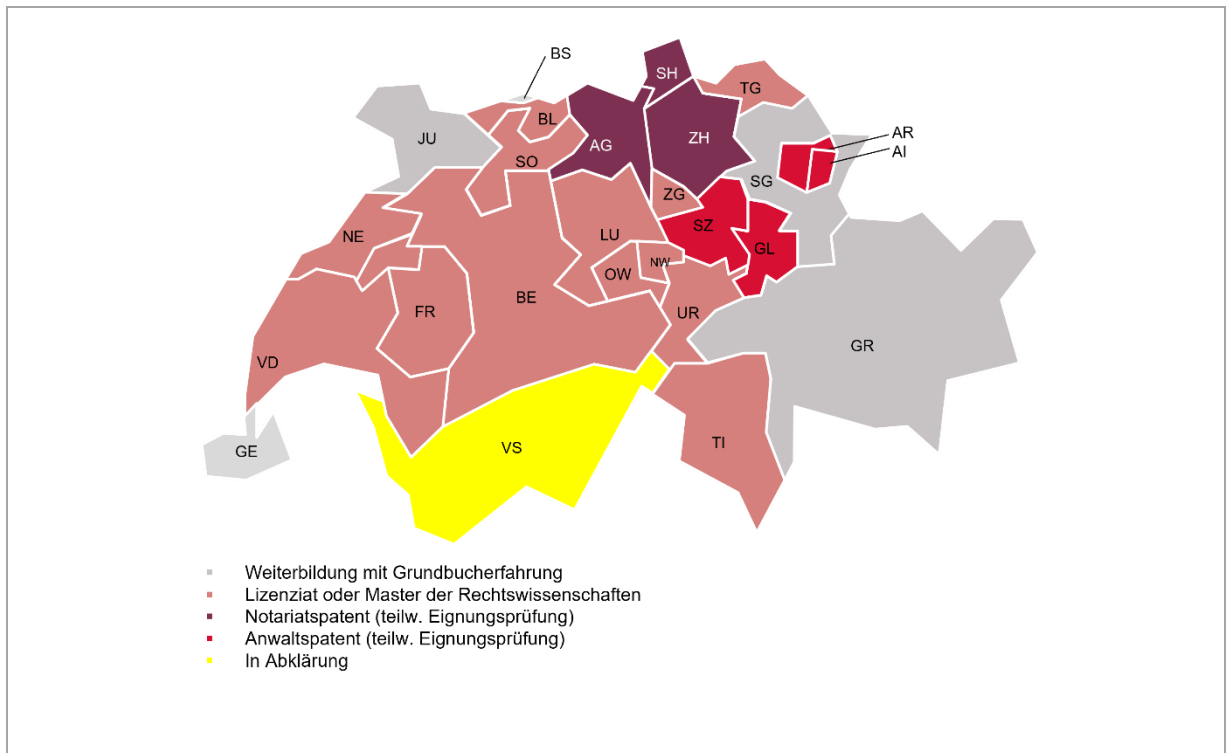 BS
SH
TG
BL
JU
AG
ZH
AR
AI
SO
SG
ZG
NE
LU
SZ
GL
OW
NW
BE
FR
UR
GR
VD
TI
VS
GE
Weiterbildung mit Grundbucherfahrung
Lizenziat oder Master der Rechtswissenschaften
Notariatspatent (teilw. Eignungsprüfung)
Anwaltspatent (teilw. Eignungsprüfung)
In Abklärung